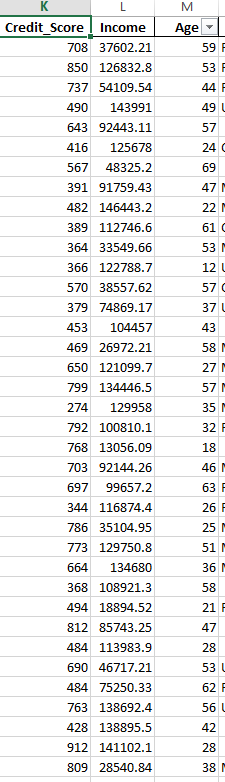 K L M
Credit_Score Income Age
708 37602.21 59 F
850 126832.8 53 F
737 54109.54 44 F
490 143991 49 U
643 92443.11 57
416 125678 24
567 48325.2 69
391 91759.43 47
482 146443.2 22
389 112746.6 61
364 33549.66 53
366 122788.7 12 U
570 38557.62 57
379 74869.17 37 U
453 104457 43
469 26972.21 58
650 121099.7 27
799 134446.5 57
274 129958 35
792 100810.1 32 F
768 13056.09 18
703 92144.26 46
697 99657.2 63 F
344 116874.4 26 F
786 35104.95 25
773 129750.8 51
664 134680 36
368 108921.3 58
494 18894.52 21 F
812 85743.25 47
484 113983.9 28
690 46717.21 53 U
484 75250.33 62 F
763 138692.4 56 U
428 138895.5 42
912 141102.1 28
809 28540.84 38